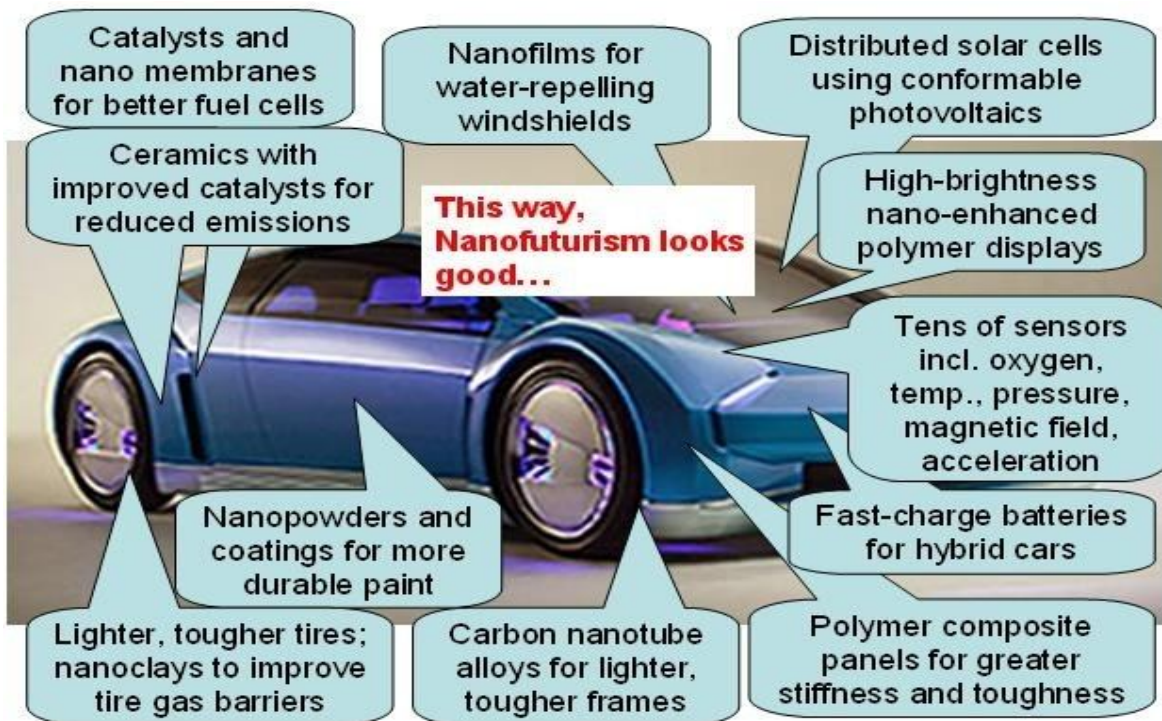 Catalysts and
nano membranes
for better fuel cells
Nanofilms for
water-repelling
windshields
Distributed solar cells
using conformable
photovoltaics
Ceramics with
improved catalysts for
reduced emissions
This way,
Nanofuturism looks
good...
High-brightness
nano-enhanced
polymer displays
Tens of sensors
incl. oxygen,
temp., pressure,
magnetic field,
acceleration
Nanopowders and
coatings for more
durable paint
Fast-charge batteries
for hybrid cars
Lighter, tougher tires;
nanoclays to improve
tire gas barriers
Carbon nanotube
alloys for lighter,
tougher frames
Polymer composite
panels for greater
stiffness and toughness